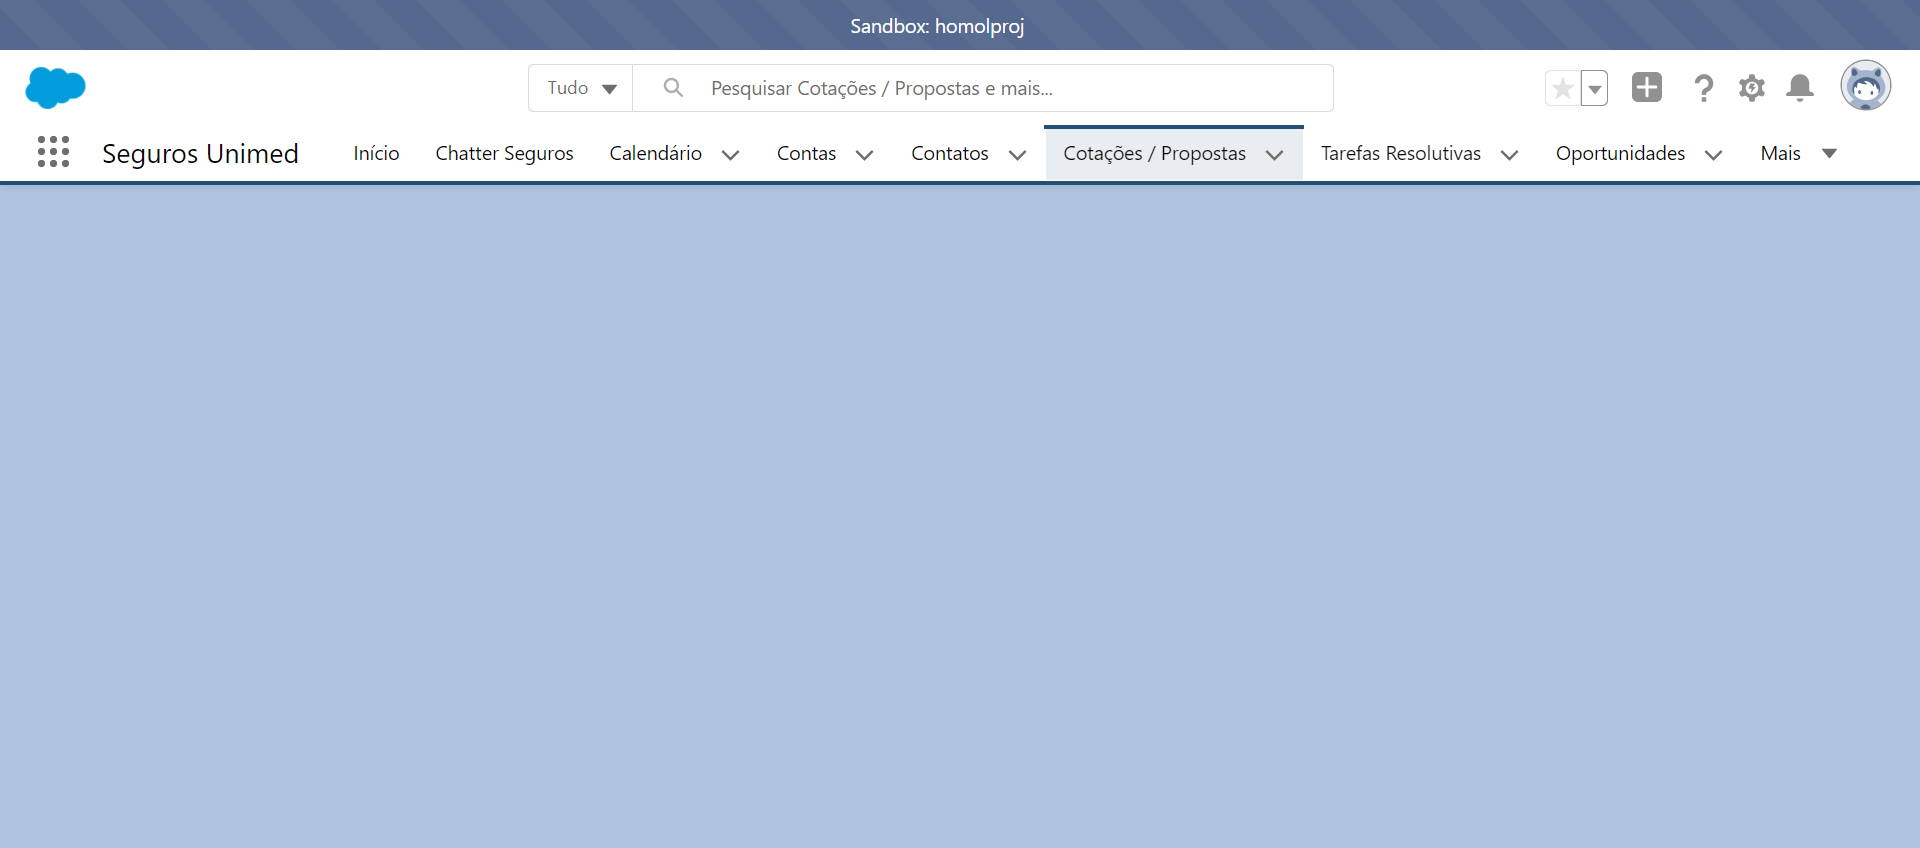 Sandbox: homolproj
Tudo Pesquisar Cotações / Propostas e mais...
Seguros Unimed Início Chatter Seguros Calendário Contas Contatos Cotações / Propostas Tarefas Resolutivas Oportunidades Mais